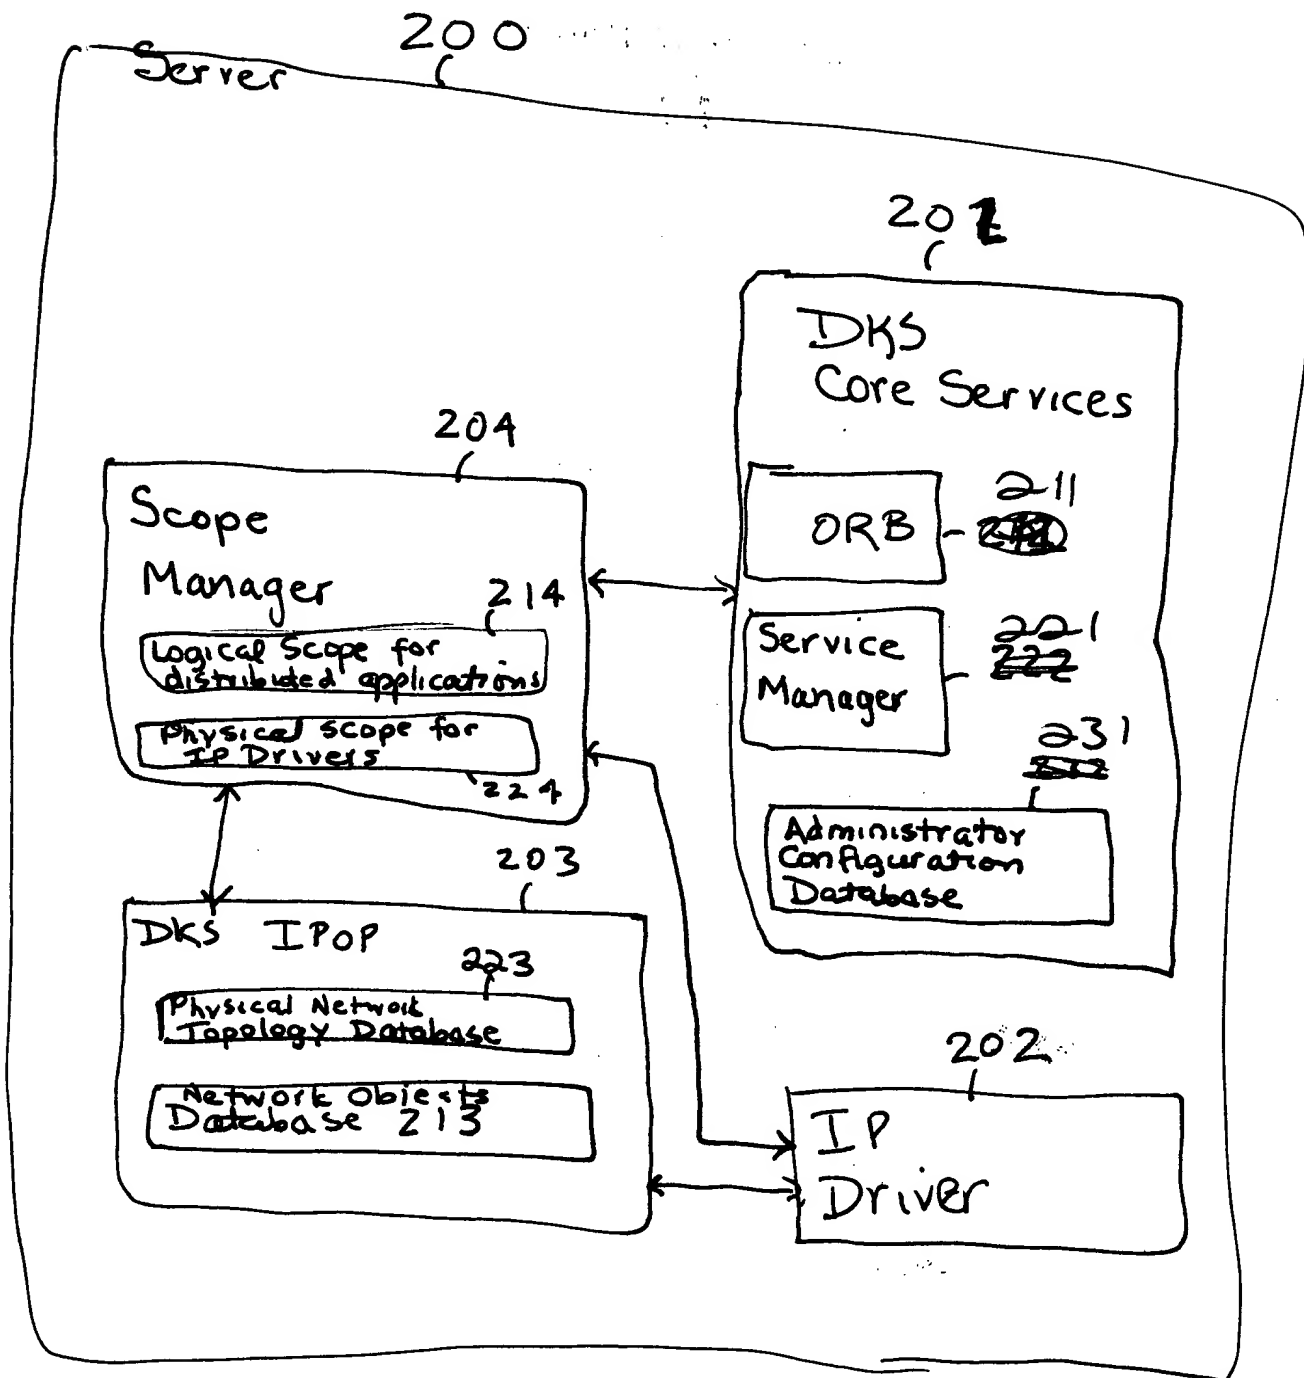 200
Server
201
DKS
Core Services
204
Scope
Manager
214
Logical Scope for
distributed applications
Physical scope for
IP Drivers
224
ORB
211
Service
Manager
221
222
231
Administrator
Configuration
Database
203
DKS IPOP
223
Physical Network
Topology Database
Network Objects
Database 213
202
IP
Driver